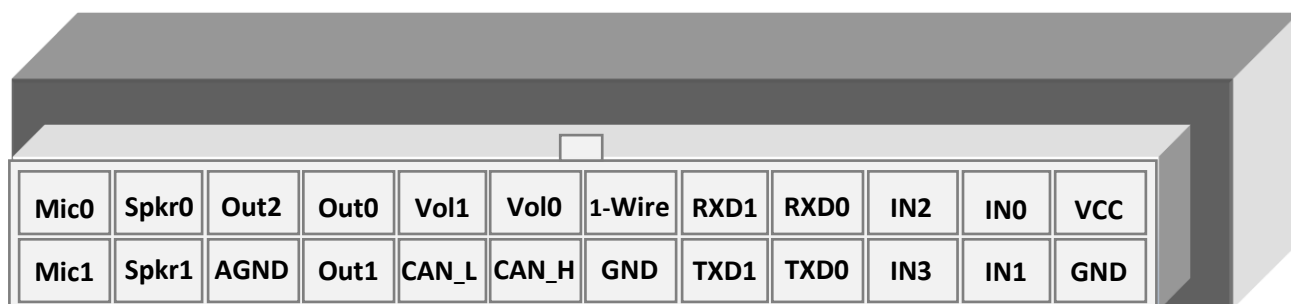 Mic0 Spkr0 Out2 Out0 Vol1 Vol0 1-Wire RXD1 RXD0 IN2 IN0 VCC
Mic1 Spkr1 AGND Out1 CAN_L CAN_H GND TXD1 TXD0 IN3 IN1 GND